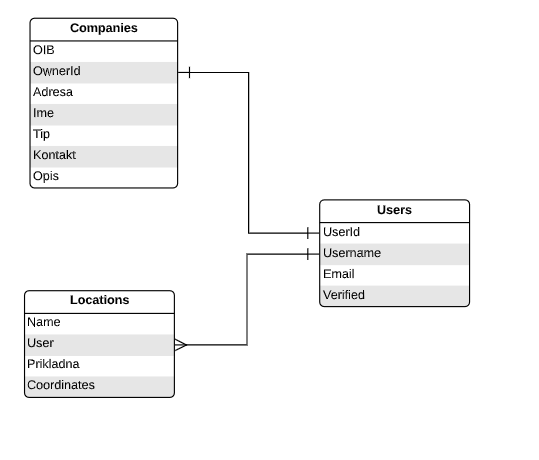 Companies
OIB
OwnerId
Adresa
Ime
Tip
Kontakt
Opis
Users
UserId
Username
Email
Verified
Locations
Name
User
Prikladna
Coordinates